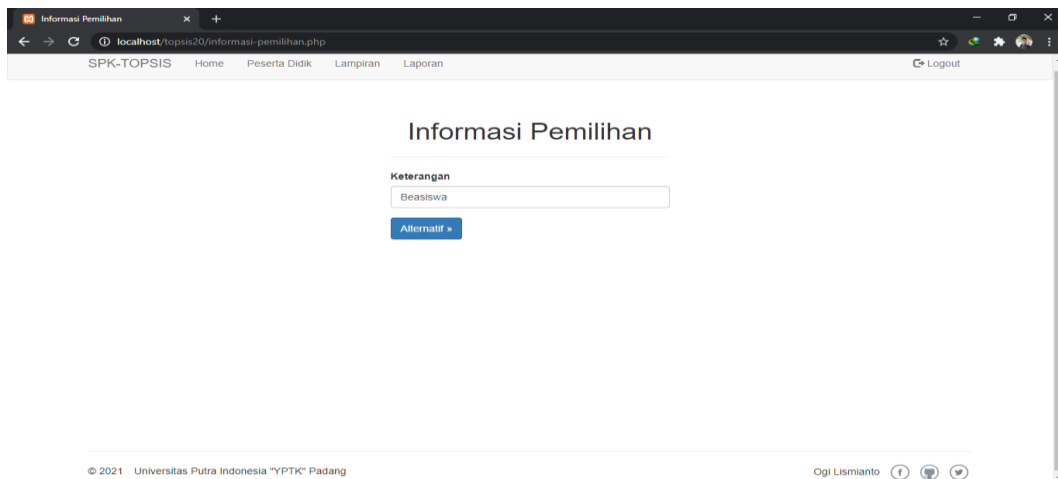 Informasi Pemilihan
localhost/topsis20/informasi-pemilihan.php
SPK-TOPSIS Home Peserta Didik Lampiran Laporan Logout
Informasi Pemilihan
Keterangan
Beasiswa
Alternatif »
© 2021 Universitas Putra Indonesia "YPTK" Padang Ogi Lismianto